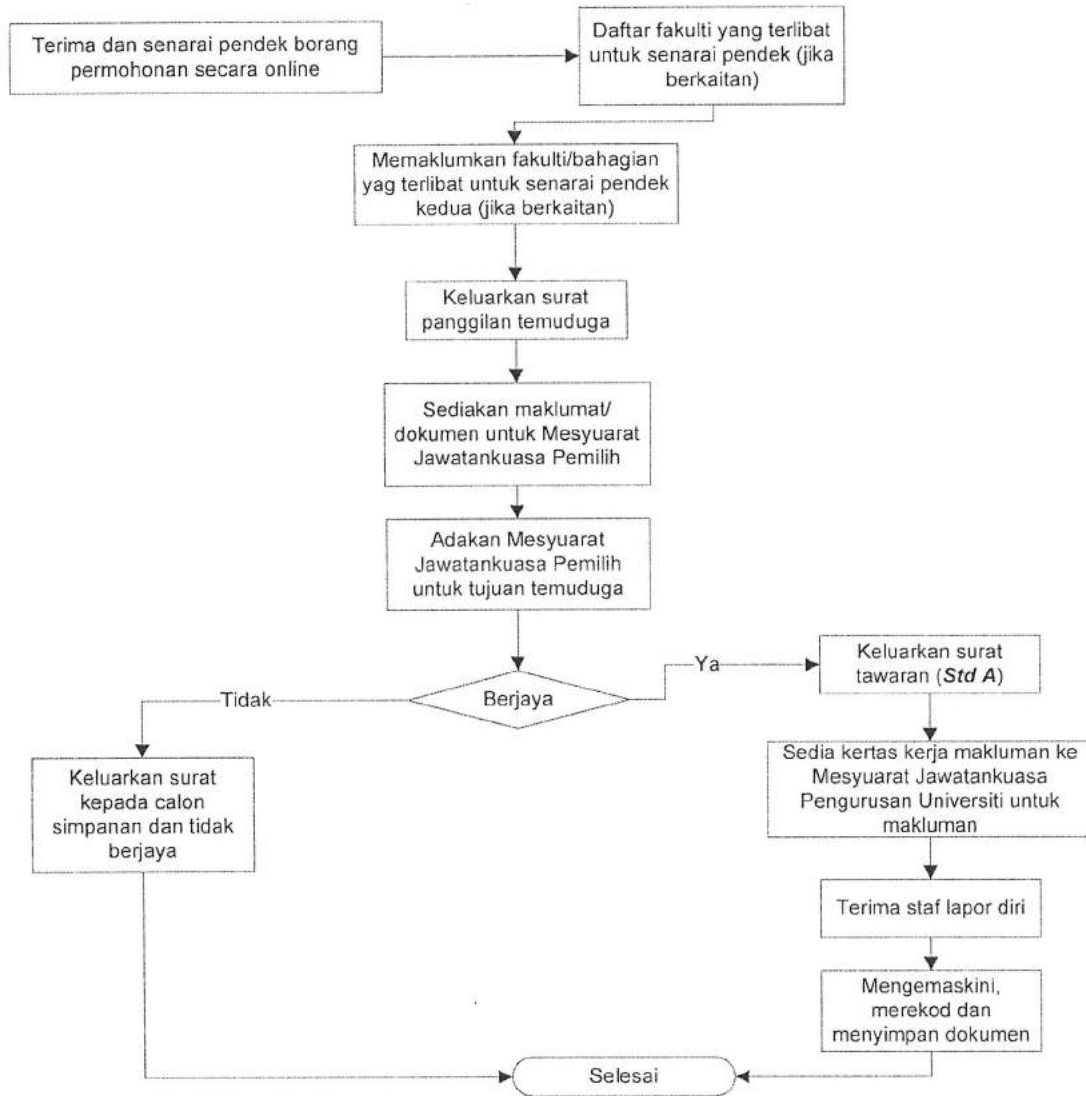 Terima dan senarai pendek borang
permohonan secara online
Daftar fakulti yang terlibat
untuk senarai pendek (jika
berkaitan)
Memaklumkan fakulti/bahagian
yag terlibat untuk senarai pendek
kedua (jika berkaitan)
Keluarkan surat
panggilan temuduga
Sediakan maklumat/
dokumen untuk Mesyuarat
Jawatankuasa Pemilih
Adakan Mesyuarat
Jawatankuasa Pemilih
untuk tujuan temuduga
Berjaya
Tidak
Ya
Keluarkan surat
kepada calon
simpanan dan tidak
berjaya
Keluarkan surat
tawaran (Std A)
Sedia kertas kerja makluman ke
Mesyuarat Jawatankuasa
Pengurusan Universiti untuk
makluman
Terima staf lapor diri
Mengemaskini,
merekod dan
menyimpan dokumen
Selesai